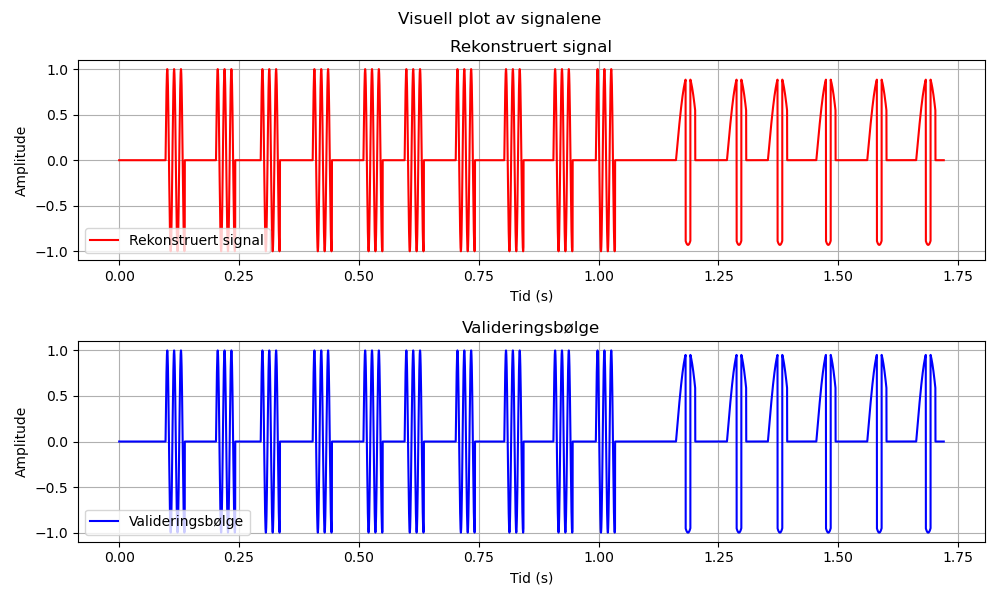 Visuell plot av signalene
Rekonstruert signal
1.0
0.5
0.0
−0.5
−1.0
Amplitude
Rekonstruert signal
0.00 0.25 0.50 0.75 1.00 1.25 1.50 1.75
Tid (s)
Valideringsbølge
1.0
0.5
0.0
−0.5
−1.0
Amplitude
Valideringsbølge
0.00 0.25 0.50 0.75 1.00 1.25 1.50 1.75
Tid (s)